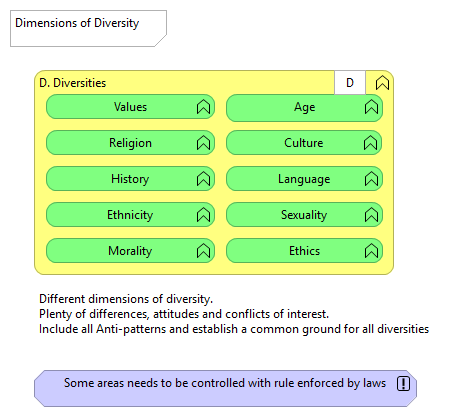 Dimensions of Diversity
D. Diversities
D
Values
Age
Religion
Culture
History
Language
Ethnicity
Sexuality
Morality
Ethics
Different dimensions of diversity.
Plenty of differences, attitudes and conflicts of interest.
Include all Anti-patterns and establish a common ground for all diversities
Some areas needs to be controlled with rule enforced by laws